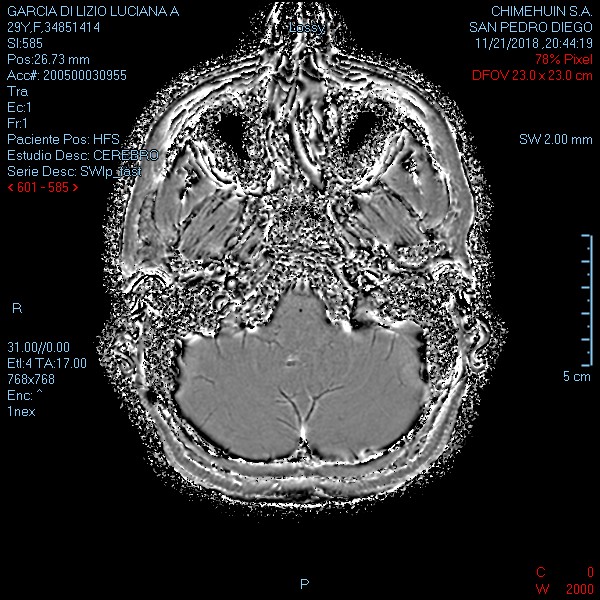 GARCIA DI LIZIO LUCIANA A
29Y,F,34851414
SI:585
Pos:26.73 mm
Acc#: 200500030955
Tra
Ec:1
Fr:1
Paciente Pos: HFS
Estudio Desc: CEREBRO
Serie Desc: SWIp_fast
< 601 - 585 >
Lossy
CHIMEHUIN S.A.
SAN PEDRO DIEGO
11/21/2018 ,20:44:19
78% Pixel
DFOV 23.0 x 23.0 cm
SW 2.00 mm
R
31.00//0.00
Etl:4 TA:17.00
768x768
Enc: ^
1nex
5 cm
P
C 0
W 2000